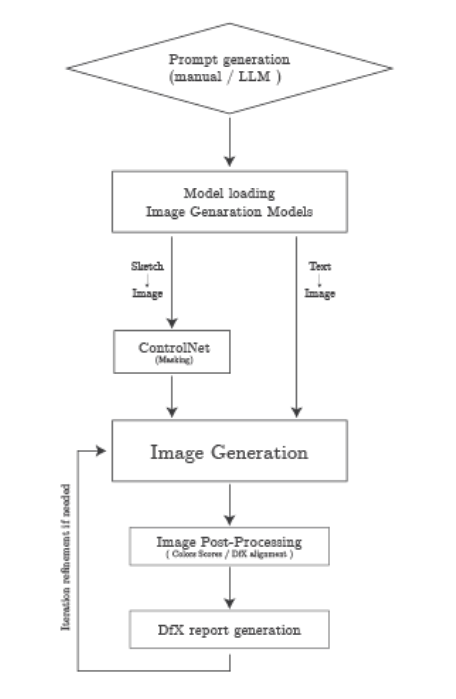 Prompt generation
(manual / LLM )
Model loading
Image Genaration Models
Sketch
↓
Image
Text
↓
Image
ControlNet
(Masking)
Image Generation
Image Post-Processing
( Colors Scores / DfX alignment )
DfX report generation
Iteration refinement if needed